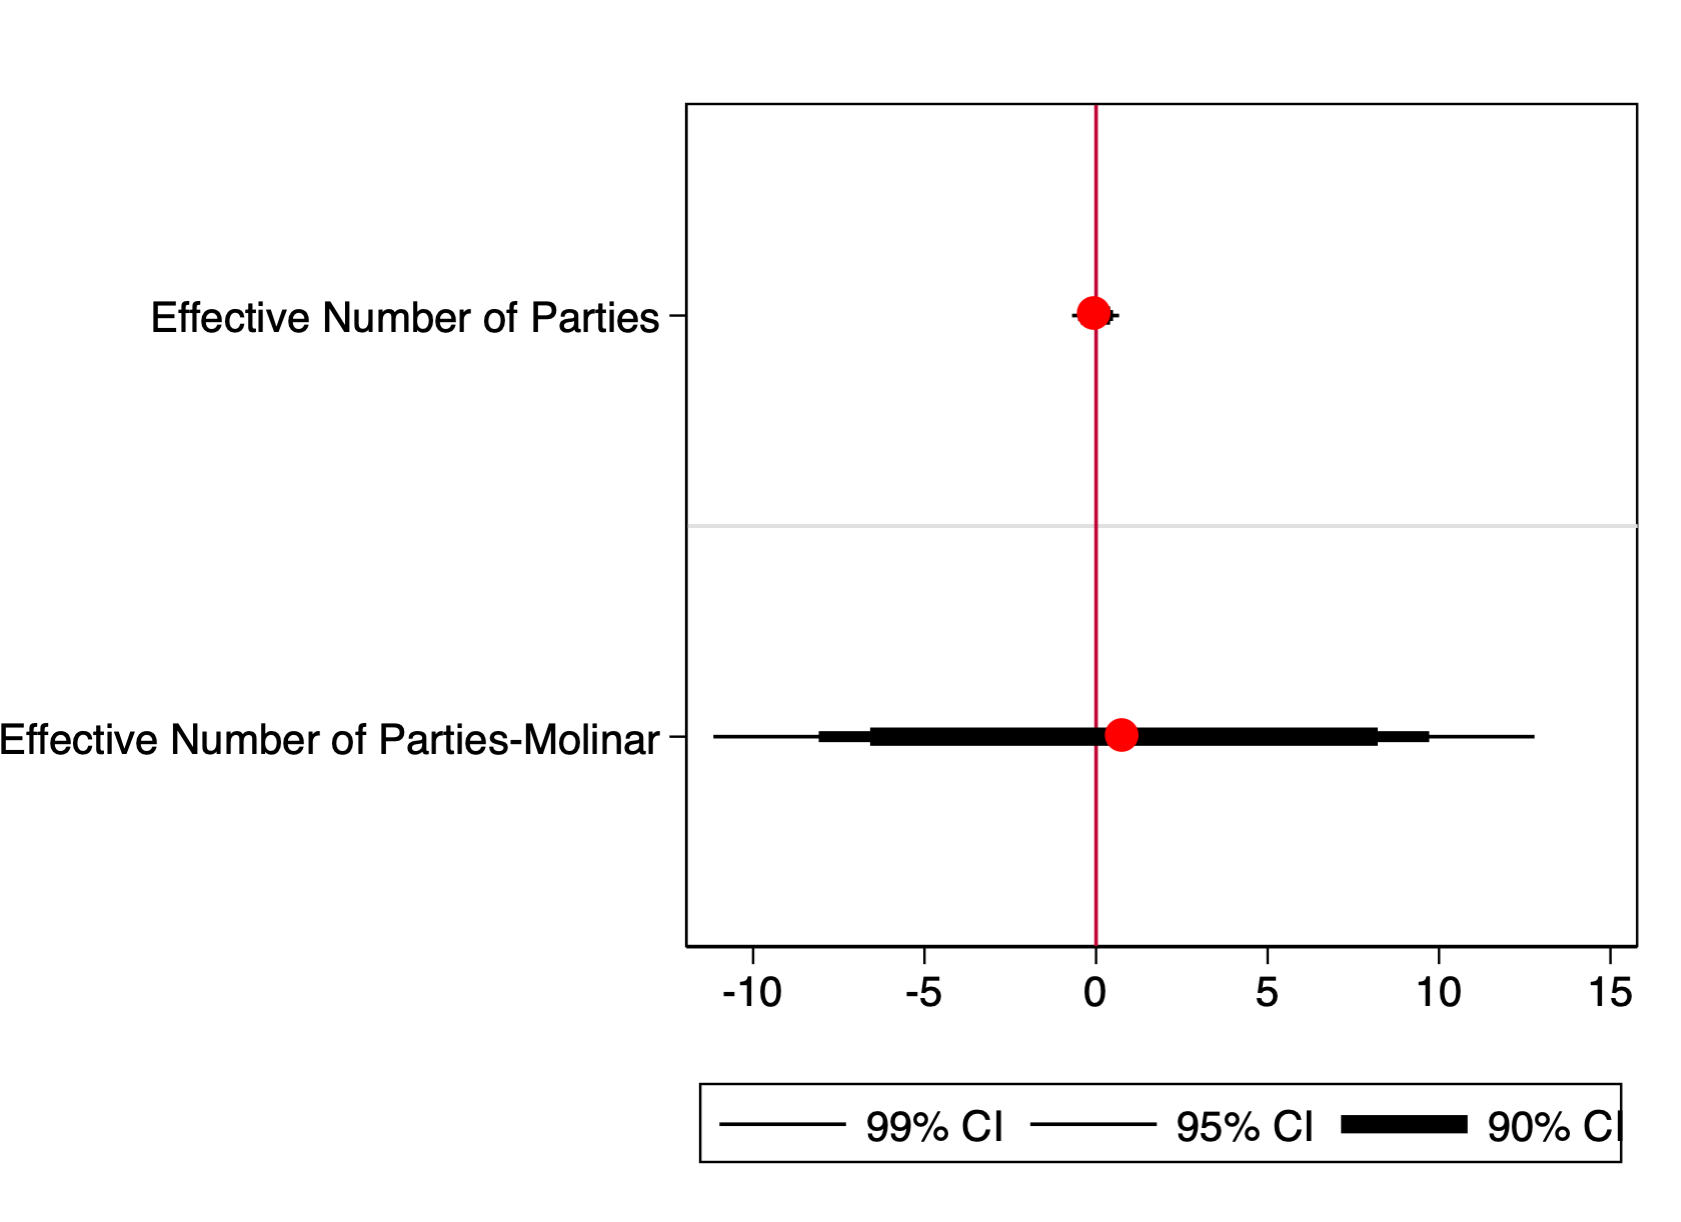 Effective Number of Parties
Effective Number of Parties-Molinar
-10 -5 0 5 10 15
99% CI 95% CI 90% CI